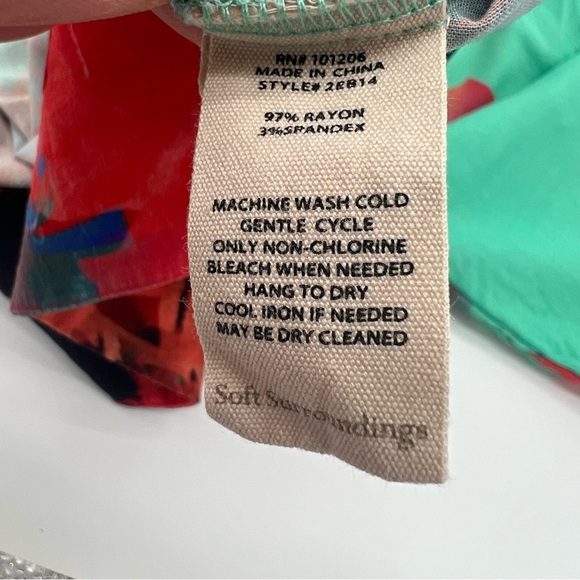 RN# 101206
MADE IN CHINA
STYLE# 2EB14
97% RAYON
3%SPANDEX
MACHINE WASH COLD
GENTLE CYCLE
ONLY NON-CHLORINE
BLEACH WHEN NEEDED
HANG TO DRY
COOL IRON IF NEEDED
MAY BE DRY CLEANED
Soft Surroundings